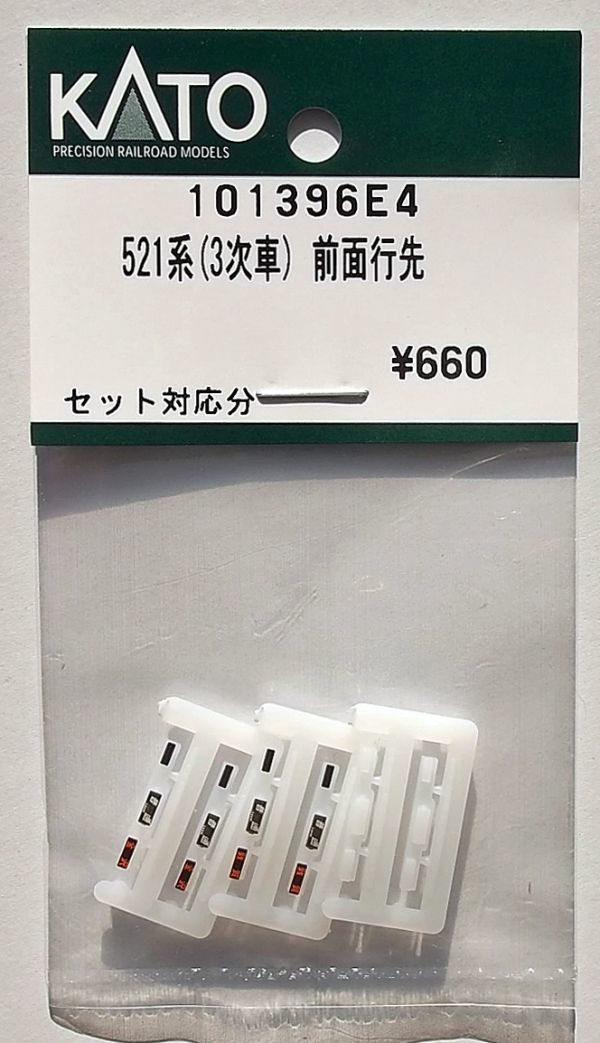 KATO
PRECISION RAILROAD MODELS
101396E4
521系(3次車) 前面行先
¥660
セット対応分